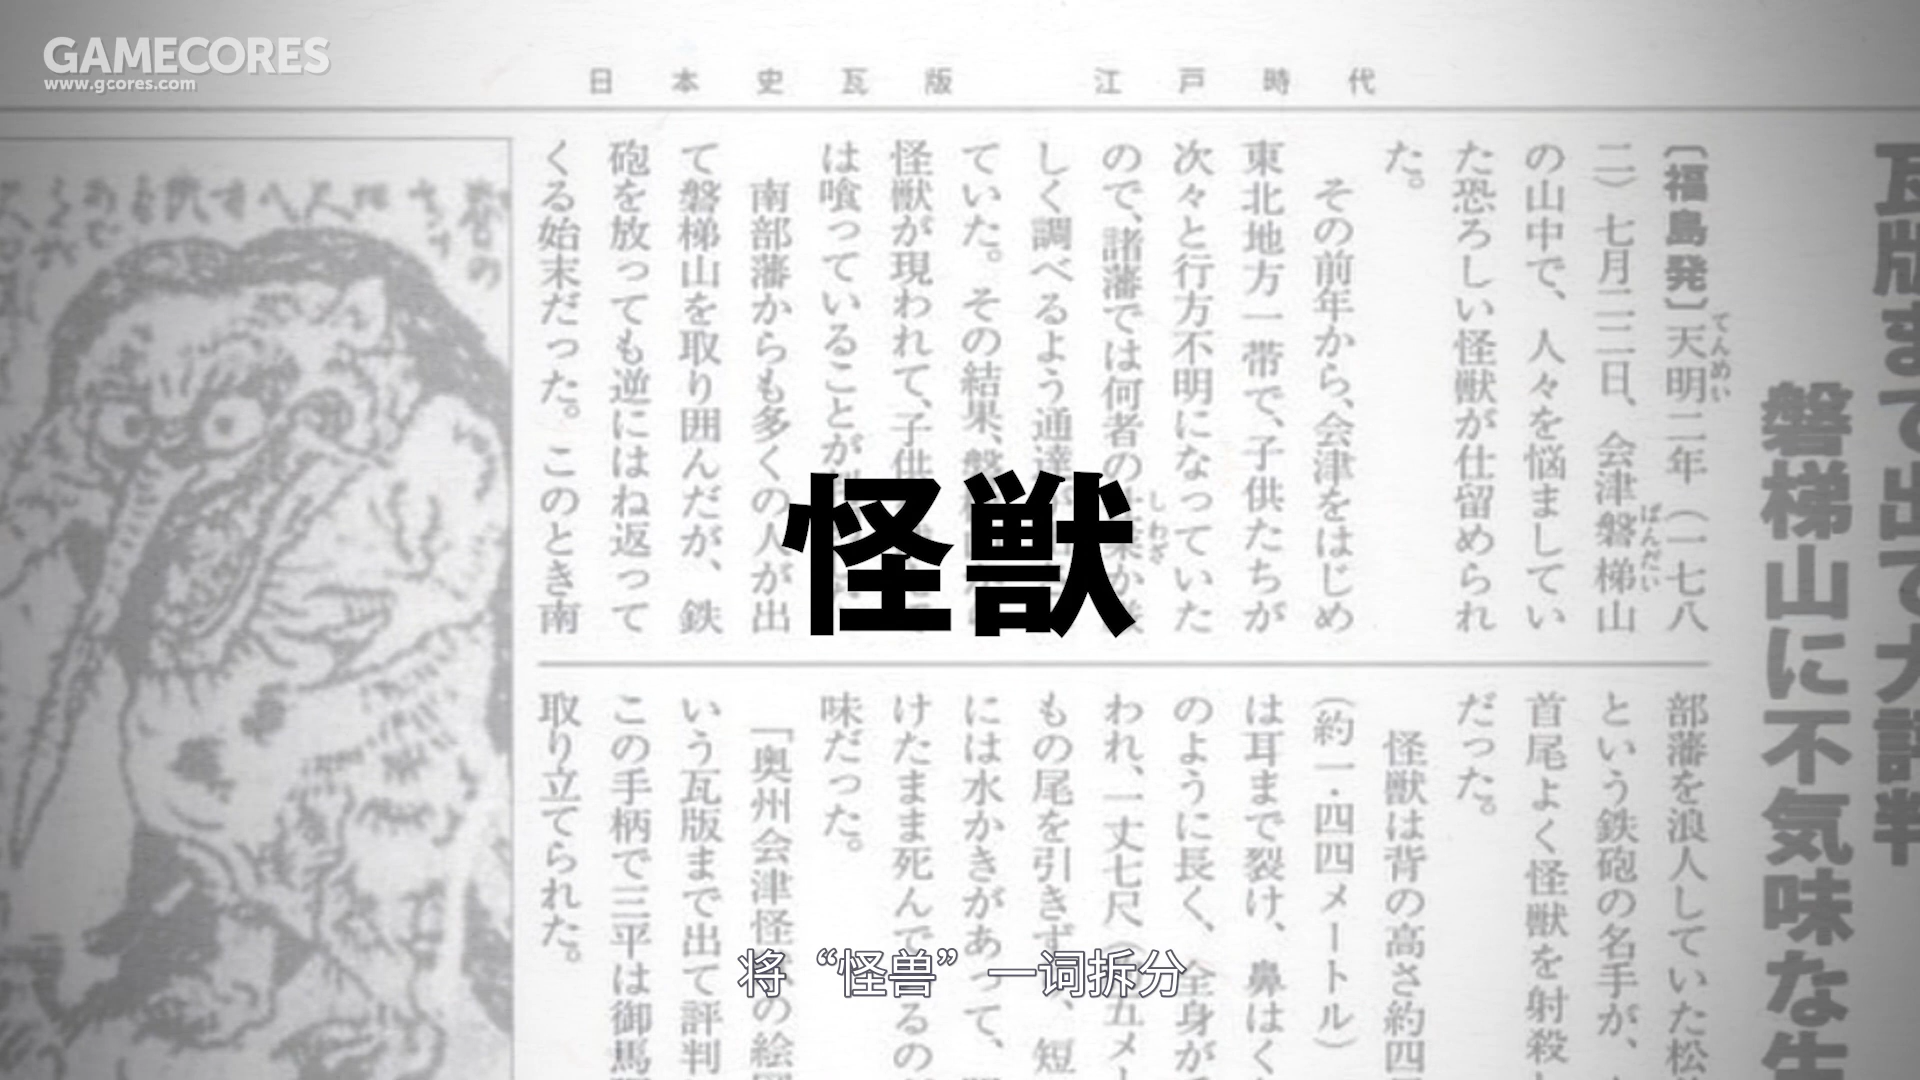 GAMECORES
www.gcores.com
日本史瓦版 江戸時代
瓦版まで出て大評判
磐梯山に不気味な
〔福島発〕天明二年（一七八
てんめい
二）七月二二日、会津磐梯山
ばんだい
の山中で、人々を悩ましてい
た恐ろしい怪獣が仕留められ
た。
その前年から、会津をはじめ
東北地方一帯で、子供たちが
次々と行方不明になっていた
ので、諸藩では何者の
しわざ
しく調べるよう通達
ていた。その結果、
怪獣が現われて、子供
は喰っていることが
南部藩からも多くの人が出
て磐梯山を取り囲んだが、鉄
砲を放っても逆にはね返って
くる始末だった。このとき南
怪獣
部藩を浪人していた松
という鉄砲の名手が、
首尾よく怪獣を射殺
だった。
怪獣は背の高さ約四
（約一・四四メートル）
は耳まで裂け、鼻はく
のように長く、全身が
われ、一丈七尺
もの尾を引きず 短
には水かきがあって、
けたまま死んで るの
味だった。
「奥州会津怪 の絵
いう瓦版まで出て評判
この手柄で三平は御馬
取り立てられた。
将“怪兽”一词拆分